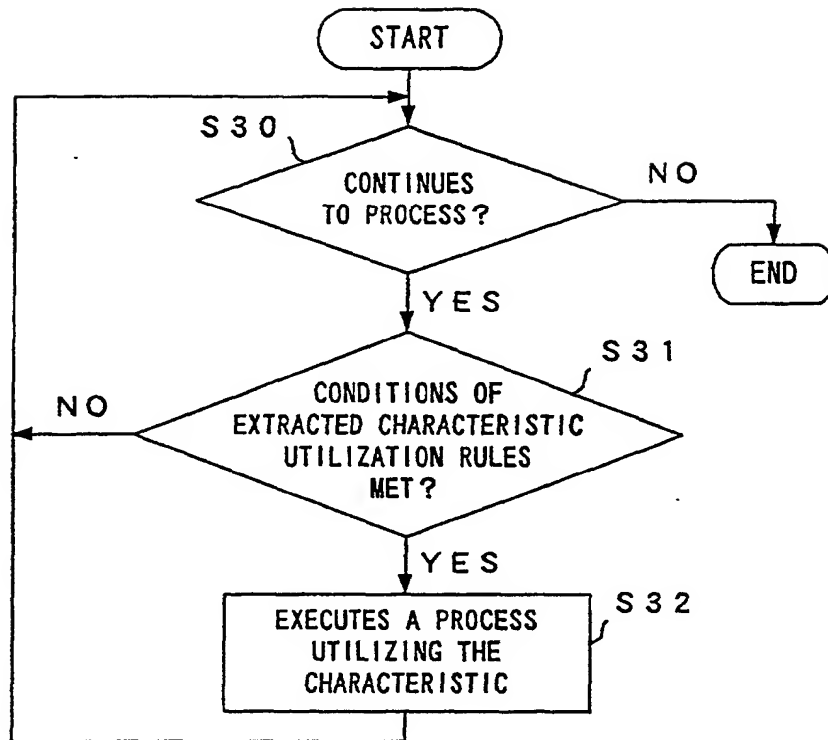 START
S30
CONTINUES
TO PROCESS?
NO
END
YES
S31
CONDITIONS OF
EXTRACTED CHARACTERISTIC
UTILIZATION RULES
MET?
NO
YES
S32
EXECUTES A PROCESS
UTILIZING THE
CHARACTERISTIC